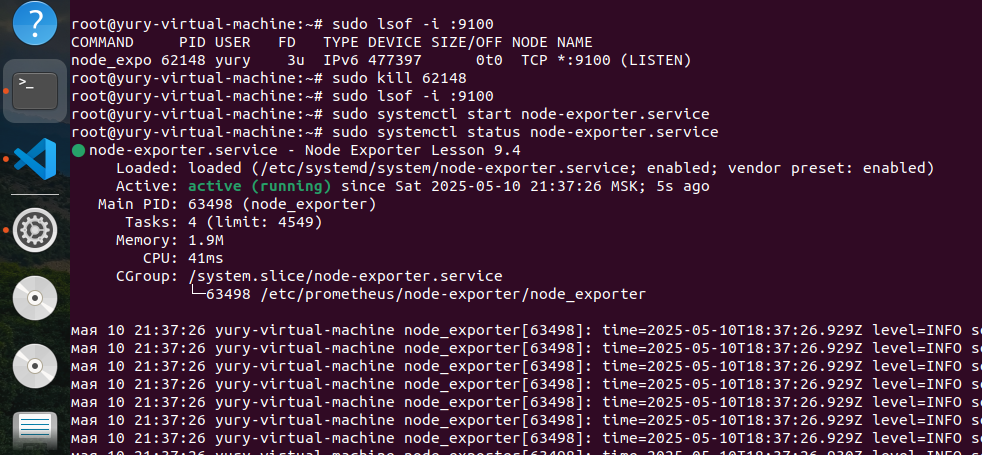 root@yury-virtual-machine:~# sudo lsof -i :9100
COMMAND     PID USER   FD   TYPE DEVICE SIZE/OFF NODE NAME
node_expo 62148 yury    3u  IPv6 477397      0t0  TCP *:9100 (LISTEN)
root@yury-virtual-machine:~# sudo kill 62148
root@yury-virtual-machine:~# sudo lsof -i :9100
root@yury-virtual-machine:~# sudo systemctl start node-exporter.service
root@yury-virtual-machine:~# sudo systemctl status node-exporter.service
● node-exporter.service - Node Exporter Lesson 9.4
     Loaded: loaded (/etc/systemd/system/node-exporter.service; enabled; vendor preset: enabled)
     Active: active (running) since Sat 2025-05-10 21:37:26 MSK; 5s ago
   Main PID: 63498 (node_exporter)
      Tasks: 4 (limit: 4549)
     Memory: 1.9M
        CPU: 41ms
     CGroup: /system.slice/node-exporter.service
             └─63498 /etc/prometheus/node-exporter/node_exporter
мая 10 21:37:26 yury-virtual-machine node_exporter[63498]: time=2025-05-10T18:37:26.929Z level=INFO
мая 10 21:37:26 yury-virtual-machine node_exporter[63498]: time=2025-05-10T18:37:26.929Z level=INFO
мая 10 21:37:26 yury-virtual-machine node_exporter[63498]: time=2025-05-10T18:37:26.929Z level=INFO
мая 10 21:37:26 yury-virtual-machine node_exporter[63498]: time=2025-05-10T18:37:26.929Z level=INFO
мая 10 21:37:26 yury-virtual-machine node_exporter[63498]: time=2025-05-10T18:37:26.929Z level=INFO
мая 10 21:37:26 yury-virtual-machine node_exporter[63498]: time=2025-05-10T18:37:26.929Z level=INFO
мая 10 21:37:26 yury-virtual-machine node_exporter[63498]: time=2025-05-10T18:37:26.929Z level=INFO